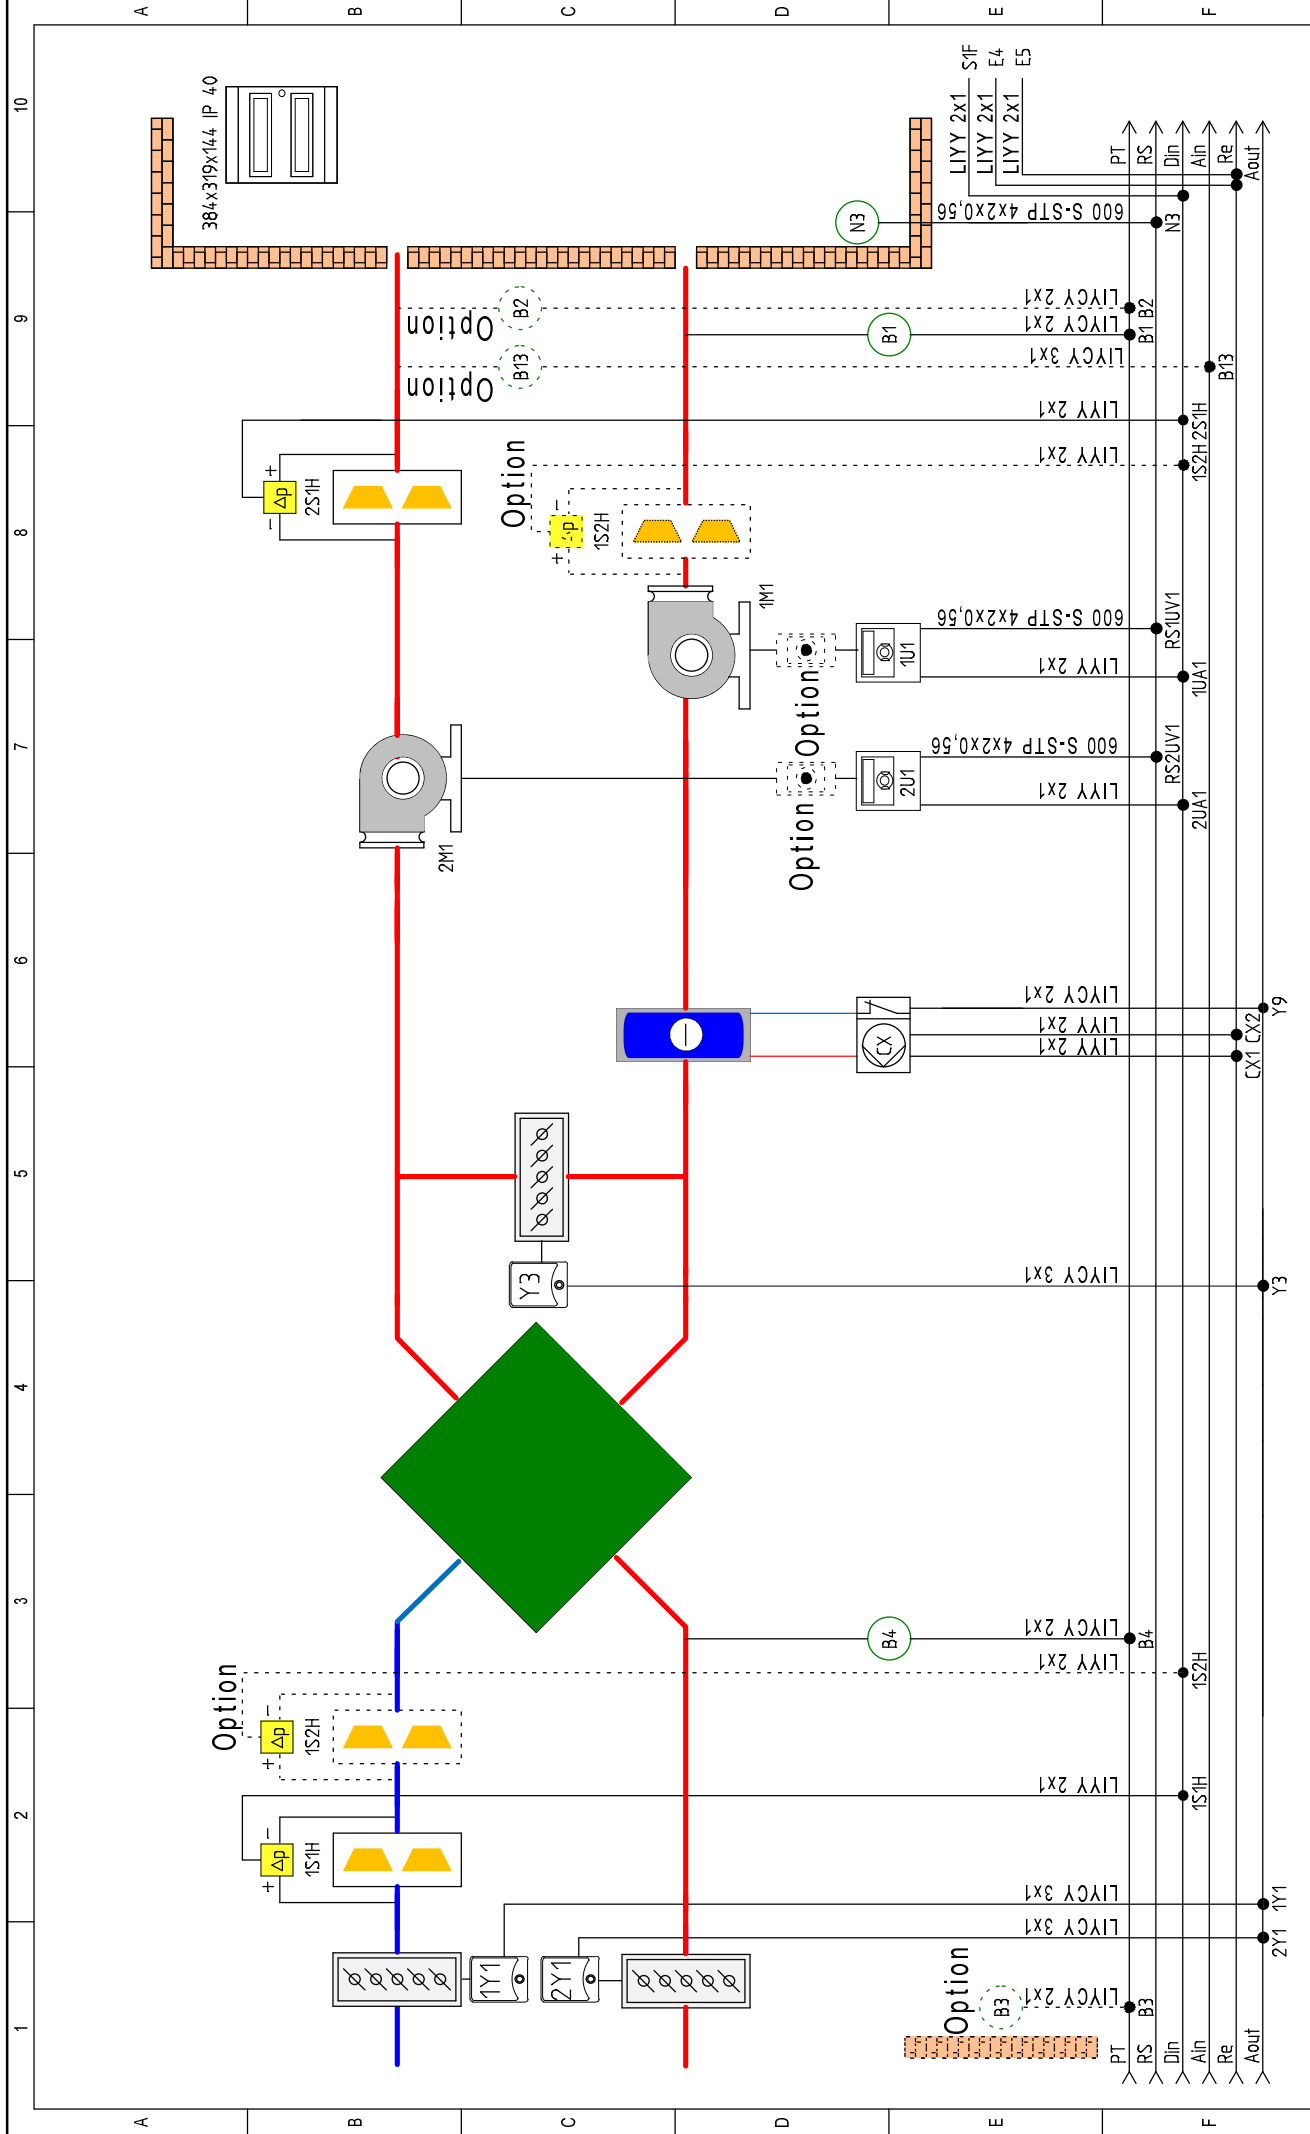 A
B
C
D
E
F
1
2
3
4
5
6
7
8
9
10
384x319x144 IP 40
Option
Δp
+
-
1S1H
Option
Δp
+
-
1S2H
Δp
-
+
2S1H
Option
Δp
+
-
1S2H
1Y1
2Y1
Y3
2M1
1M1
Option
B13
Option
B2
Option
Option
2U1
1U1
CX
B4
B1
N3
Option
B3
LIYCY 2x1
LIYCY 3x1
LIYCY 3x1
LIYY 2x1
LIYY 2x1
LIYCY 2x1
LIYCY 3x1
LIYY 2x1
LIYY 2x1
LIYCY 2x1
LIYY 2x1
600 S-STP 4x2x0,56
LIYY 2x1
600 S-STP 4x2x0,56
LIYY 2x1
LIYY 2x1
LIYCY 3x1
LIYCY 2x1
LIYCY 2x1
600 S-STP 4x2x0,56
LIYY 2x1
S1F
LIYY 2x1
E4
LIYY 2x1
E5
PT
B3
B4
B1
B2
PT
RS
RS2UV1
RS1UV1
N3
RS
Din
1S1H
1S2H
2UA1
1UA1
1S2H
2S1H
Din
Ain
B13
Ain
Re
CX1
CX2
Re
Aout
2Y1
1Y1
Y3
Y9
Aout
A
B
C
D
E
F